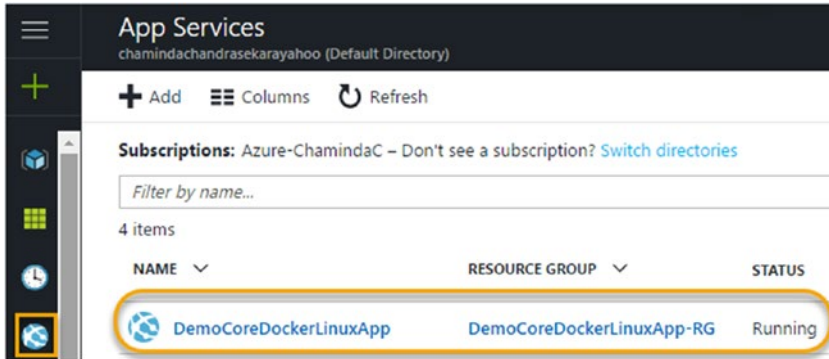 App Services
chamindachandrasekarayahoo (Default Directory)
Add Columns Refresh
Subscriptions: Azure-ChamindaC – Don't see a subscription? Switch directories
Filter by name...
4 items
NAME RESOURCE GROUP STATUS
DemoCoreDockerLinuxApp DemoCoreDockerLinuxApp-RG Running